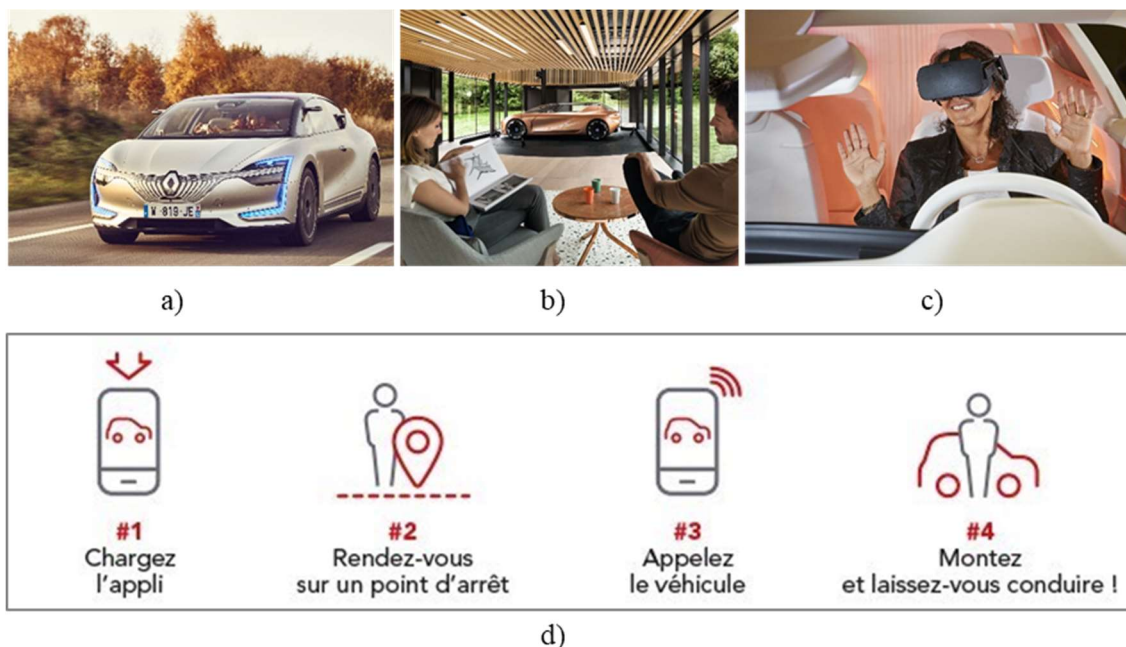 W 819-JE
a)
b)
c)
#1
Chargez
l'appli
#2
Rendez-vous
sur un point d'arrêt
#3
Appelez
le véhicule
#4
Montez
et laissez-vous conduire !
d)